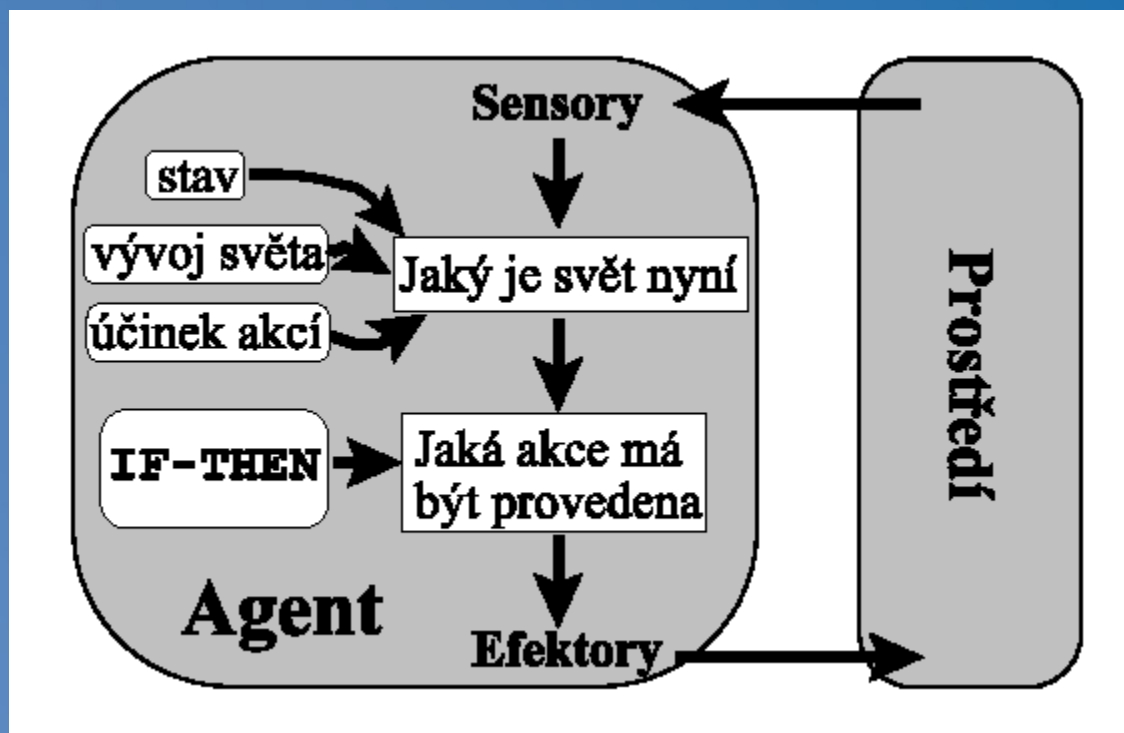 Sensory
stav
vývoj světa
Jaký je svět nyní
účinek akcí
IF-THEN
Jaká akce má
být provedena
Agent
Efektory
Prostředí